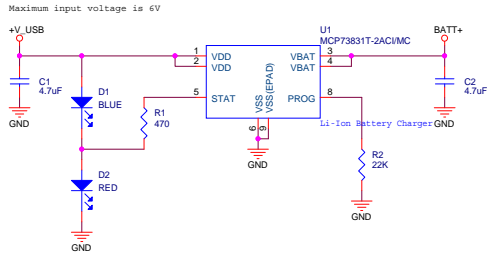 Maximum input voltage is 6V
+V_USB
U1
MCP73831T-2ACI/MC
BATT+
1
VDD
VBAT
3
2
VDD
VBAT
4
C1
4.7uF
C2
4.7uF
D1
BLUE
5
STAT
VSS
VSS(EPAD)
PROG
8
R1
470
6
9
Li-Ion Battery Charger
GND
GND
GND
R2
22K
D2
RED
GND
GND